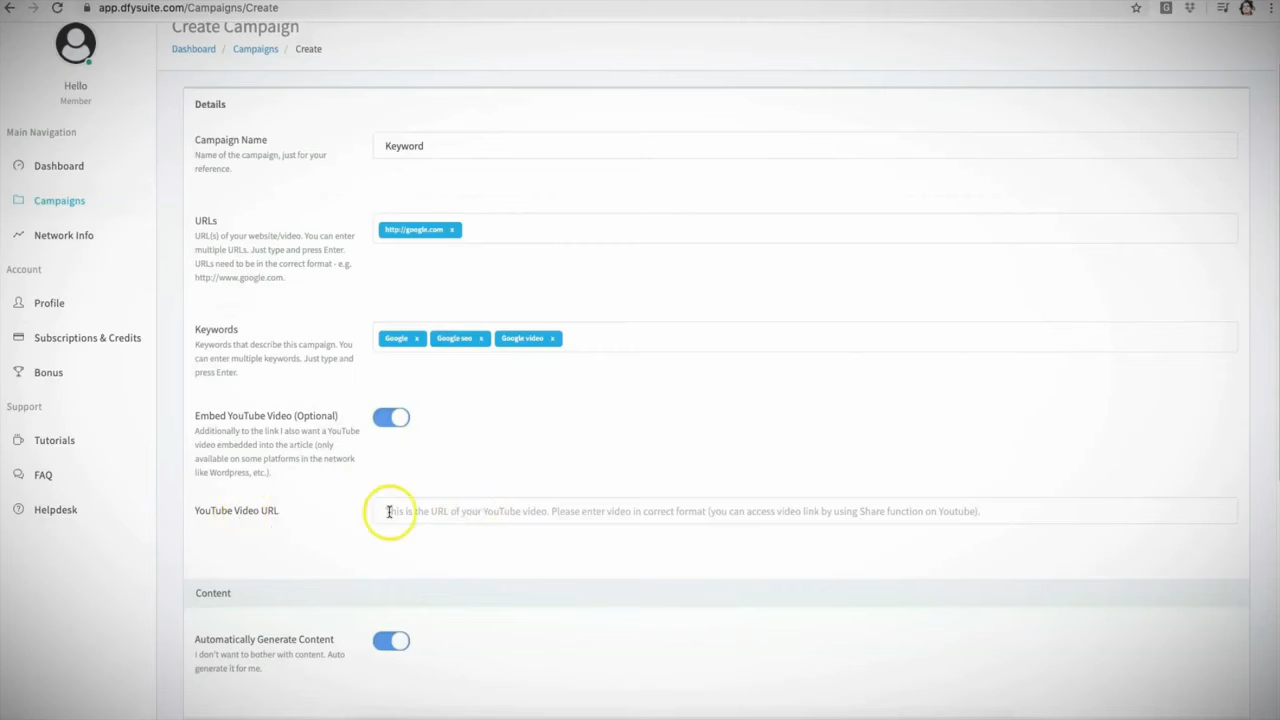 app.dfysuite.com/Campaigns/Create
Create Campaign
Dashboard / Campaigns / Create
Hello
Member
Main Navigation
Dashboard
Campaigns
Network Info
Account
Profile
Subscriptions & Credits
Bonus
Support
Tutorials
FAQ
Helpdesk
Details
Campaign Name
Name of the campaign, just for your
reference.
Keyword
URLs
URL(s) of your website/video. You can enter
multiple URLs. Just type and press Enter.
URLs need to be in the correct format - e.g.
http://www.google.com.
http://google.com x
Keywords
Keywords that describe this campaign. You
can enter multiple keywords. Just type and
press Enter.
Google x Google seo x Google video x
Embed YouTube Video (Optional)
Additionally to the link I also want a YouTube
video embedded into the article (only
available on some platforms in the network
like Wordpress, etc.).
YouTube Video URL
This is the URL of your YouTube video. Please enter video in correct format (you can access video link by using Share function on Youtube).
Content
Automatically Generate Content
I don't want to bother with content. Auto
generate it for me.